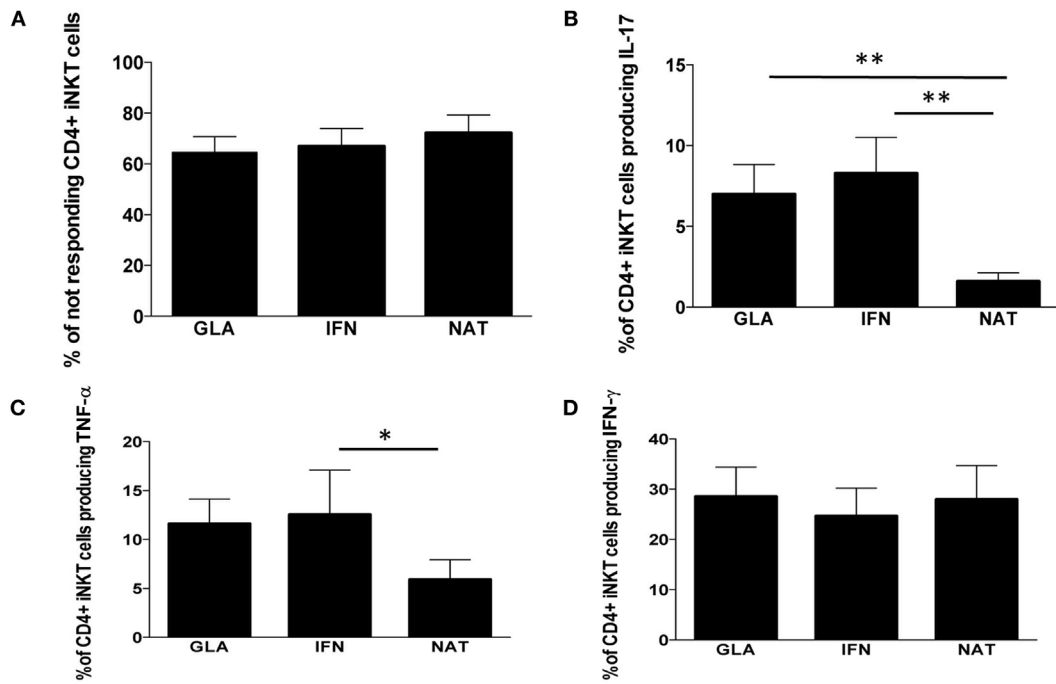 A
% of not responding CD4+ iNKT cells
100
80
60
40
20
0
GLA IFN NAT
B
%of CD4+ iNKT cells producing IL-17
15
10
5
0
**
**
GLA IFN NAT
C
%of CD4+ iNKT cells producing TNF-α
20
15
10
5
0
*
GLA IFN NAT
D
%of CD4+ iNKT cells producing IFN-γ
40
30
20
10
0
GLA IFN NAT